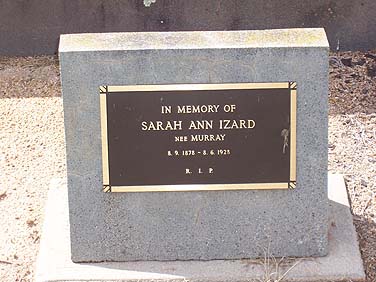 IN MEMORY OF
SARAH ANN IZARD
NEE MURRAY
8. 9. 1878 - 8. 6. 1925
R. I. P.